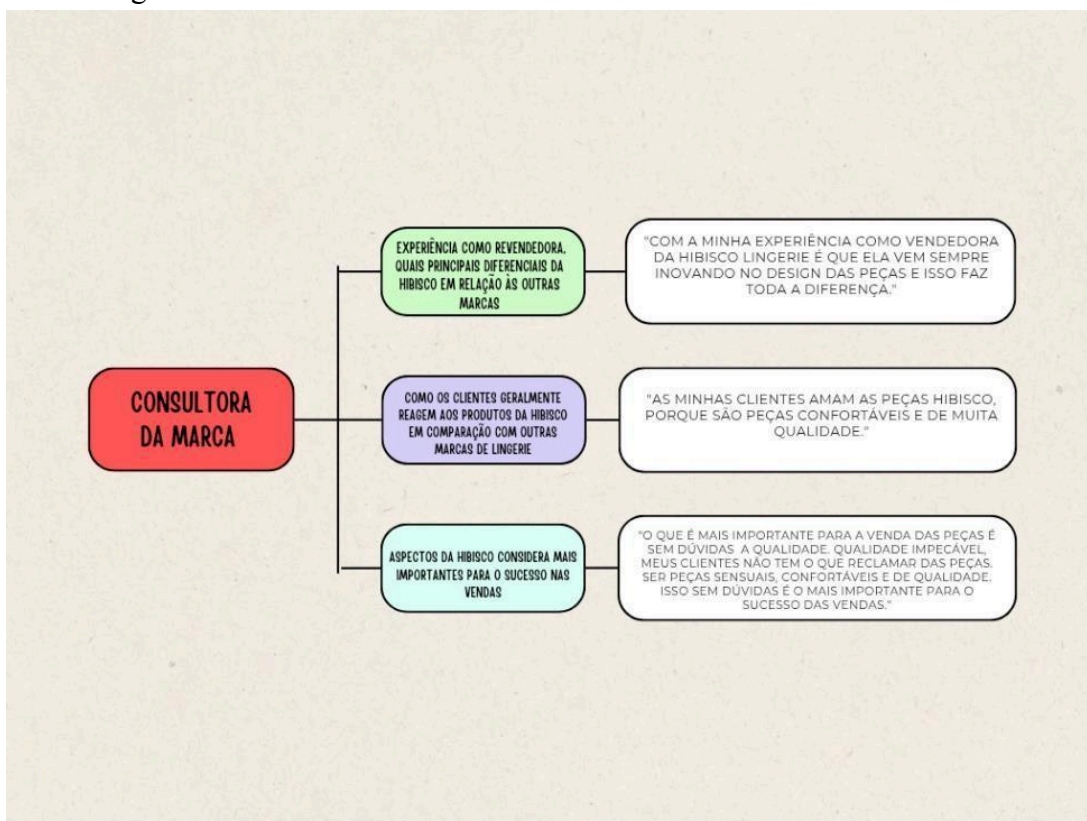 CONSULTORA
DA MARCA
EXPERIÊNCIA COMO REVENDEDORA,
QUAIS PRINCIPAIS DIFERENCIAIS DA
HIBISCO EM RELAÇÃO ÀS OUTRAS
MARCAS
"COM A MINHA EXPERIÊNCIA COMO VENDEDORA
DA HIBISCO LINGERIE É QUE ELA VEM SEMPRE
INOVANDO NO DESIGN DAS PEÇAS E ISSO FAZ
TODA A DIFERENÇA."
COMO OS CLIENTES GERALMENTE
REAGEM AOS PRODUTOS DA HIBISCO
EM COMPARAÇÃO COM OUTRAS
MARCAS DE LINGERIE
"AS MINHAS CLIENTES AMAM AS PEÇAS HIBISCO,
PORQUE SÃO PEÇAS CONFORTÁVEIS E DE MUITA
QUALIDADE."
ASPECTOS DA HIBISCO CONSIDERA MAIS
IMPORTANTES PARA O SUCESSO NAS
VENDAS
"O QUE É MAIS IMPORTANTE PARA A VENDA DAS PEÇAS É
SEM DÚVIDAS A QUALIDADE. QUALIDADE IMPECÁVEL,
MEUS CLIENTES NÃO TEM O QUE RECLAMAR DAS PEÇAS.
SER PEÇAS SENSUAIS, CONFORTÁVEIS E DE QUALIDADE.
ISSO SEM DÚVIDAS É O MAIS IMPORTANTE PARA O
SUCESSO DAS VENDAS."